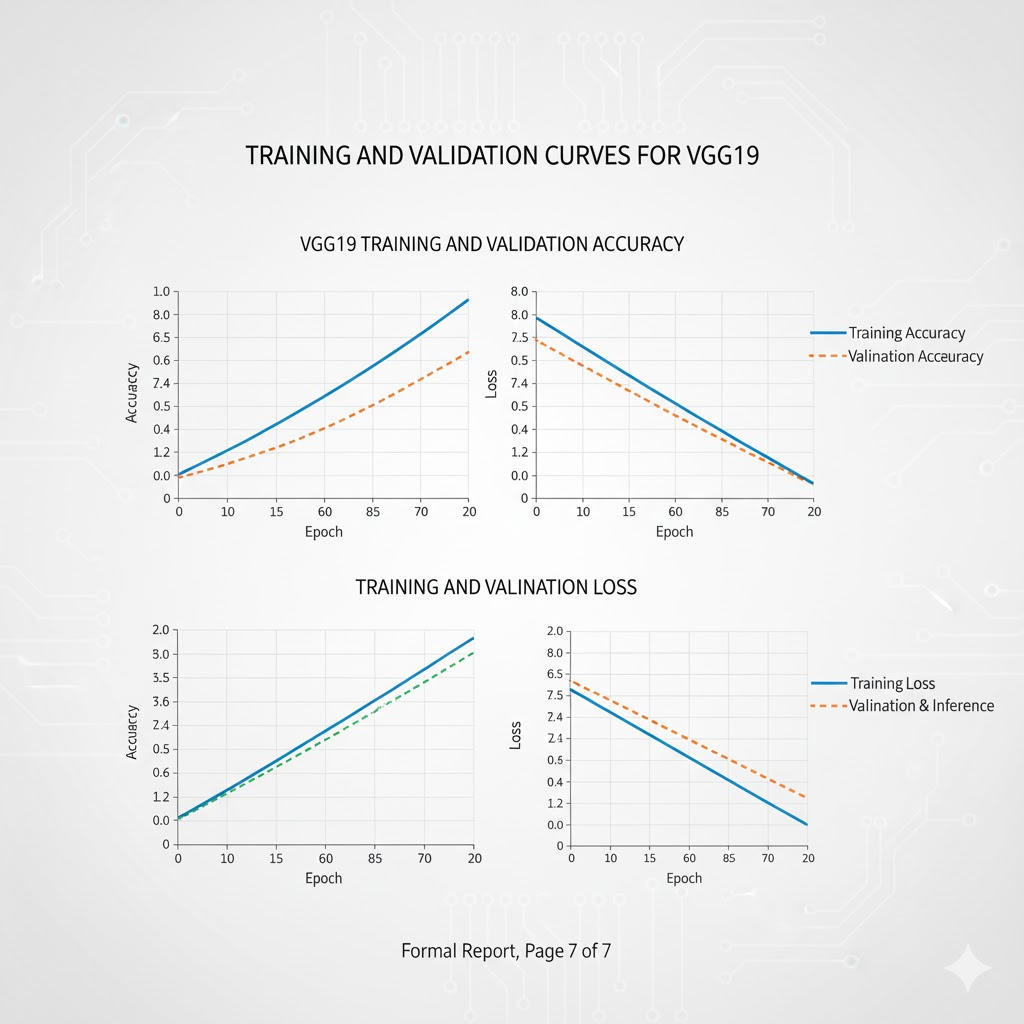 TRAINING AND VALIDATION CURVES FOR VGG19
VGG19 TRAINING AND VALIDATION ACCURACY
1.0
8.0
6.5
0.6
7.4
0.5
0.4
1.2
0.0
0
Accuaccy
0 10 15 60 85 70 20
Epoch
8.0
8.0
7.5
0.5
7.4
0.5
0.4
1.2
0.0
0
Loss
0 10 15 60 85 70 20
Epoch
Training Accuracy
Valination Acceuracy
TRAINING AND VALINATION LOSS
2.0
3.0
3.5
3.6
2.4
0.5
0.6
1.2
0.0
0
Accuaccy
0 10 15 60 85 70 20
Epoch
2.0
8.0
6.5
7.5
2.4
2.1
0.5
0.4
1.2
0.0
0
Loss
0 10 15 60 85 70 20
Epoch
Training Loss
Valination & Inference
Formal Report, Page 7 of 7